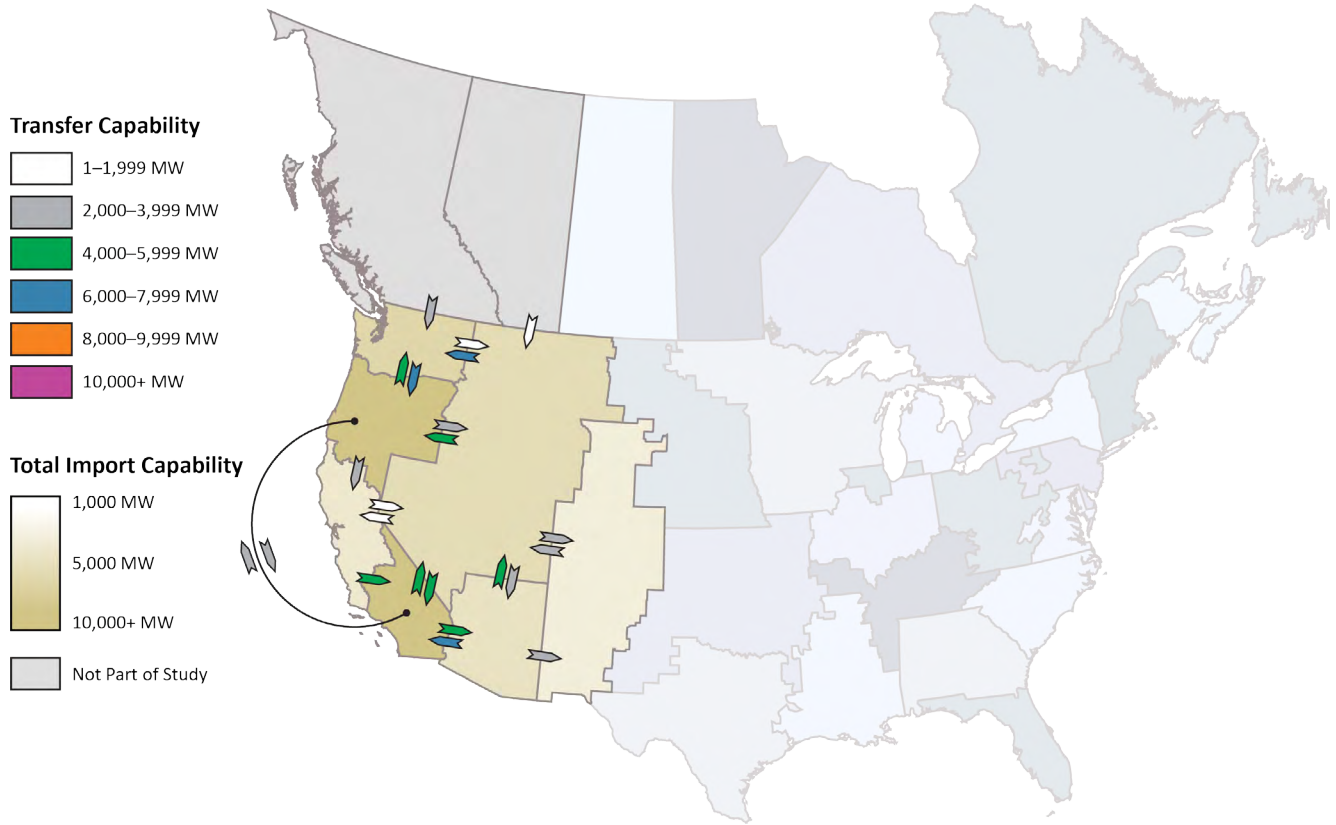 Transfer Capability
1–1,999 MW
2,000–3,999 MW
4,000–5,999 MW
6,000–7,999 MW
8,000–9,999 MW
10,000+ MW
Total Import Capability
1,000 MW
5,000 MW
10,000+ MW
Not Part of Study